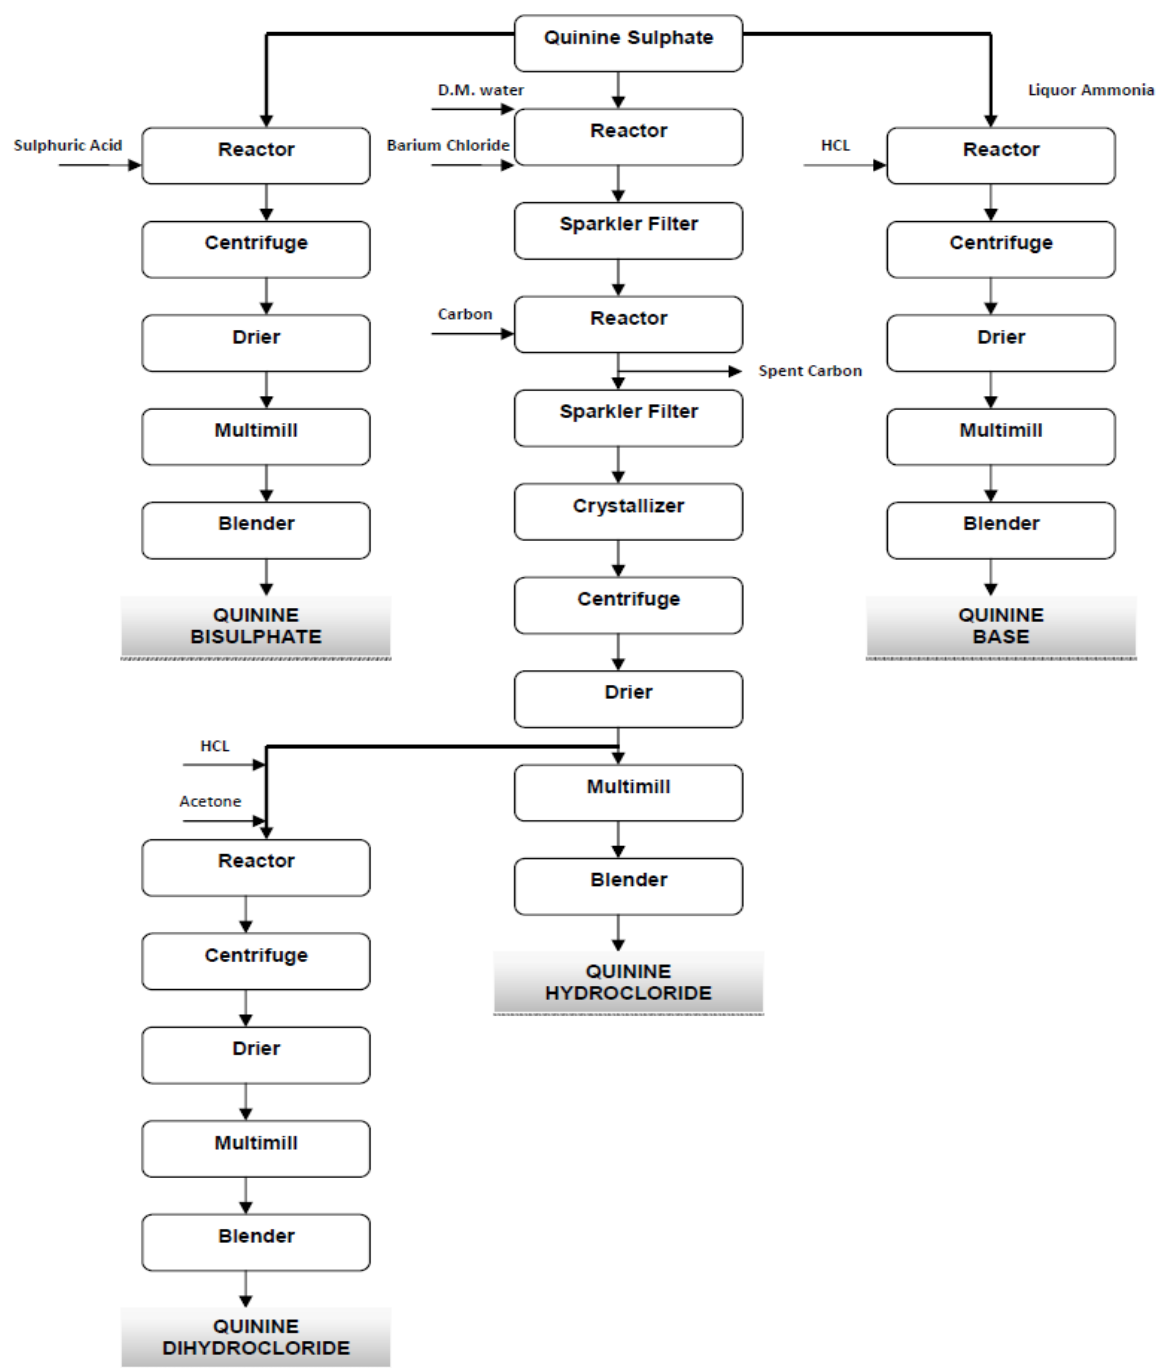 Quinine Sulphate
D.M. water
Liquor Ammonia
Sulphuric Acid
Reactor
Barium Chloride
Reactor
HCL
Reactor
Centrifuge
Sparkler Filter
Centrifuge
Drier
Carbon
Reactor
Drier
Spent Carbon
Multimill
Sparkler Filter
Multimill
Blender
Crystallizer
Blender
QUININE
BISULPHATE
Centrifuge
QUININE
BASE
Drier
HCL
Multimill
Acetone
Reactor
Blender
Centrifuge
QUININE
HYDROCLORIDE
Drier
Multimill
Blender
QUININE
DIHYDROCLORIDE